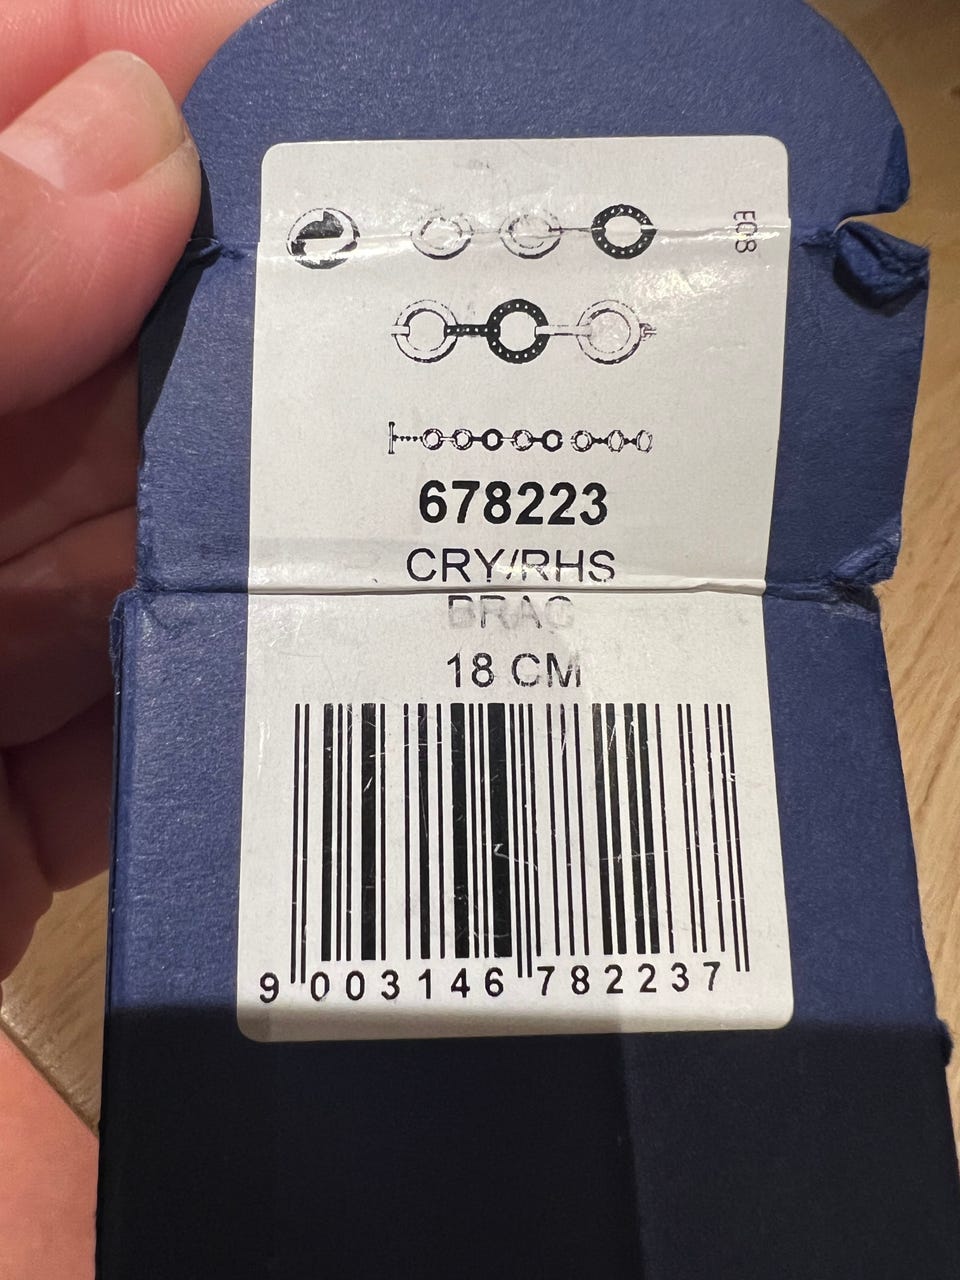 E08
678223
CRY/RHS
BRAC
18 CM
9 003146 782237